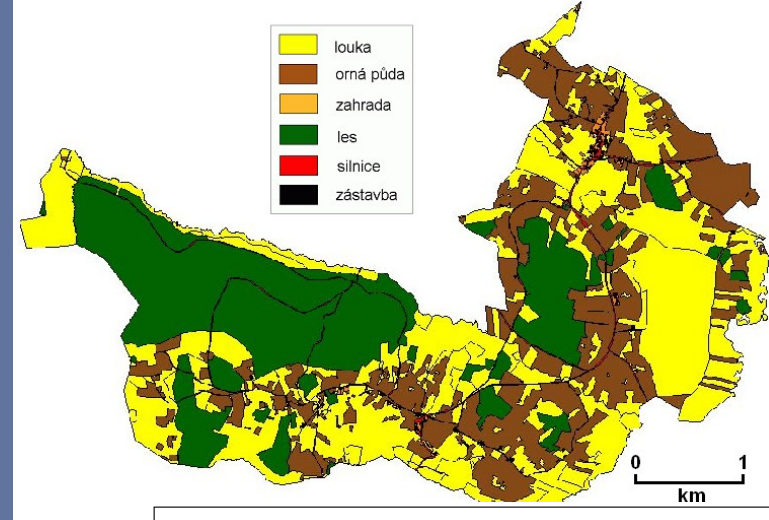 louka
orná půda
zahrada
les
silnice
zástavba
0 1
km